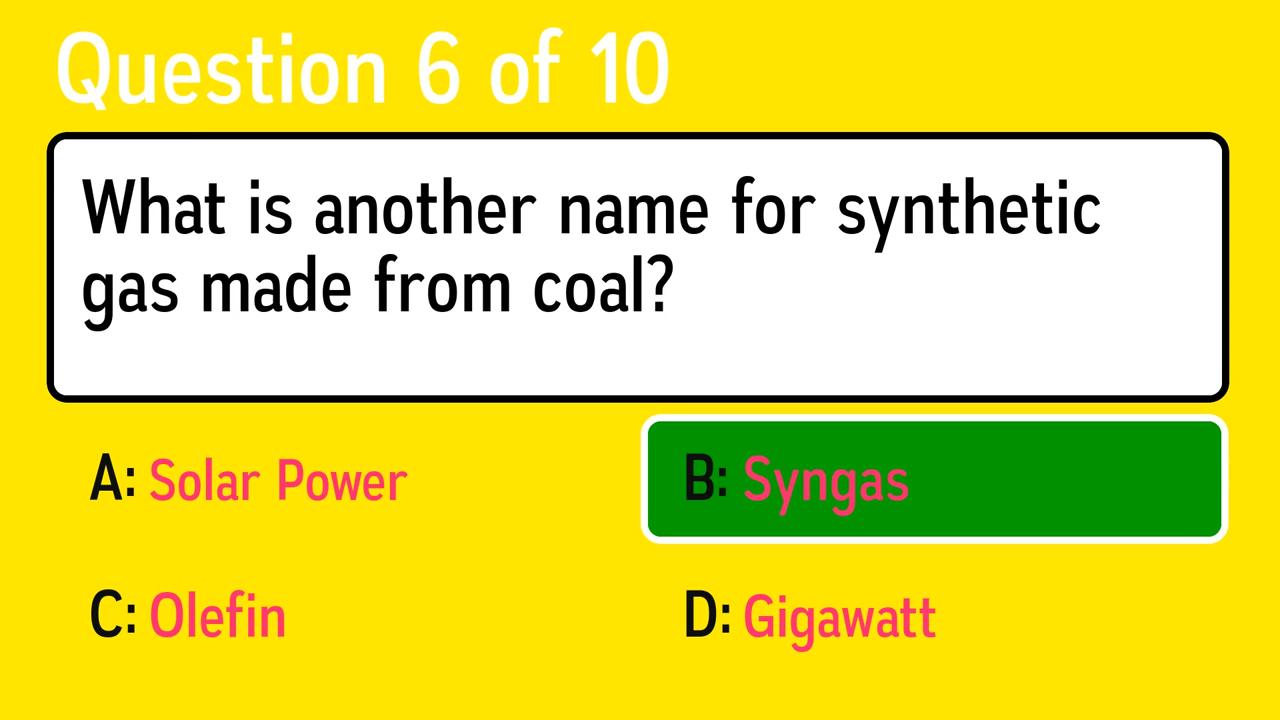 Question 6 of 10
What is another name for synthetic
gas made from coal?
A: Solar Power
B: Syngas
C: Olefin
D: Gigawatt